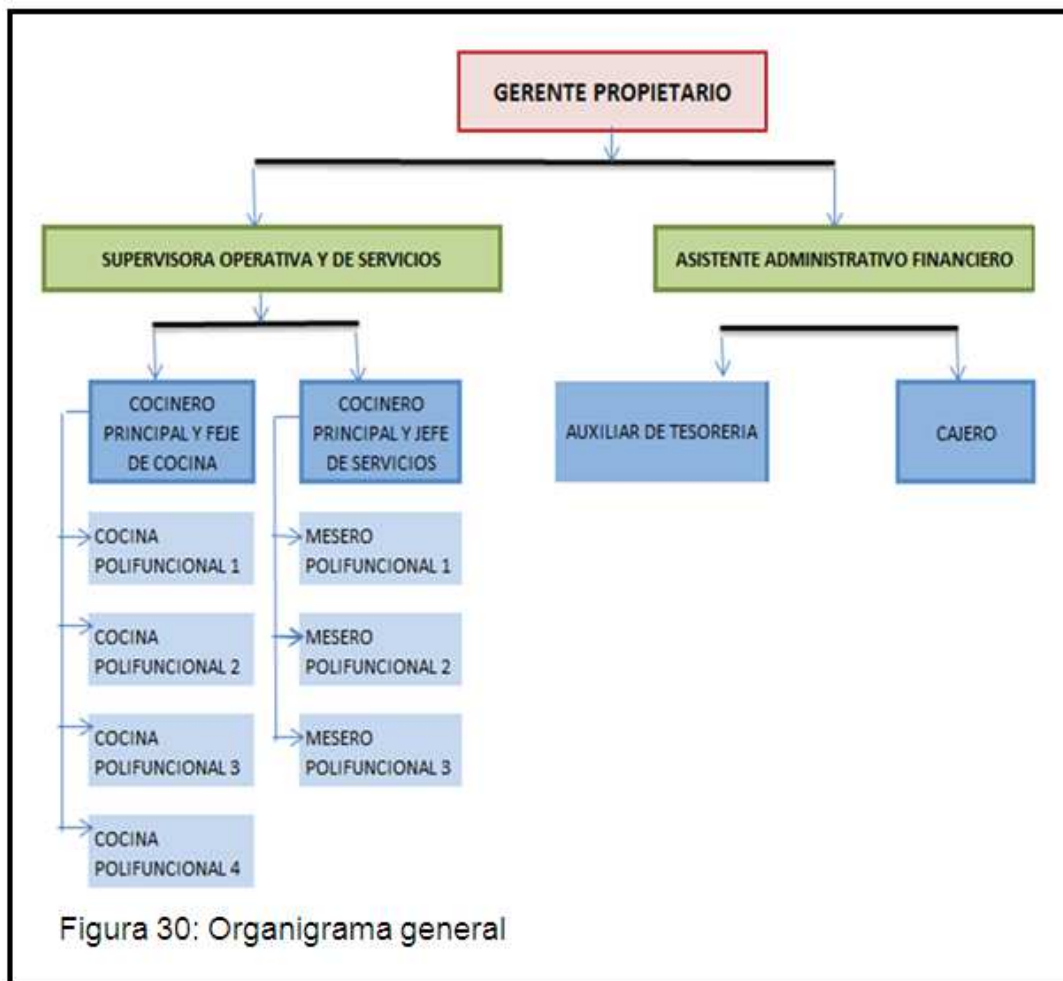 GERENTE PROPIETARIO
SUPERVISORA OPERATIVA Y DE SERVICIOS
ASISTENTE ADMINISTRATIVO FINANCIERO
COCINERO
PRINCIPAL Y FEJE
DE COCINA
COCINERO
PRINCIPAL Y JEFE
DE SERVICIOS
AUXILIAR DE TESORERIA
CAJERO
COCINA
POLIFUNCIONAL 1
MESERO
POLIFUNCIONAL 1
COCINA
POLIFUNCIONAL 2
MESERO
POLIFUNCIONAL 2
COCINA
POLIFUNCIONAL 3
MESERO
POLIFUNCIONAL 3
COCINA
POLIFUNCIONAL 4
Figura 30: Organigrama general